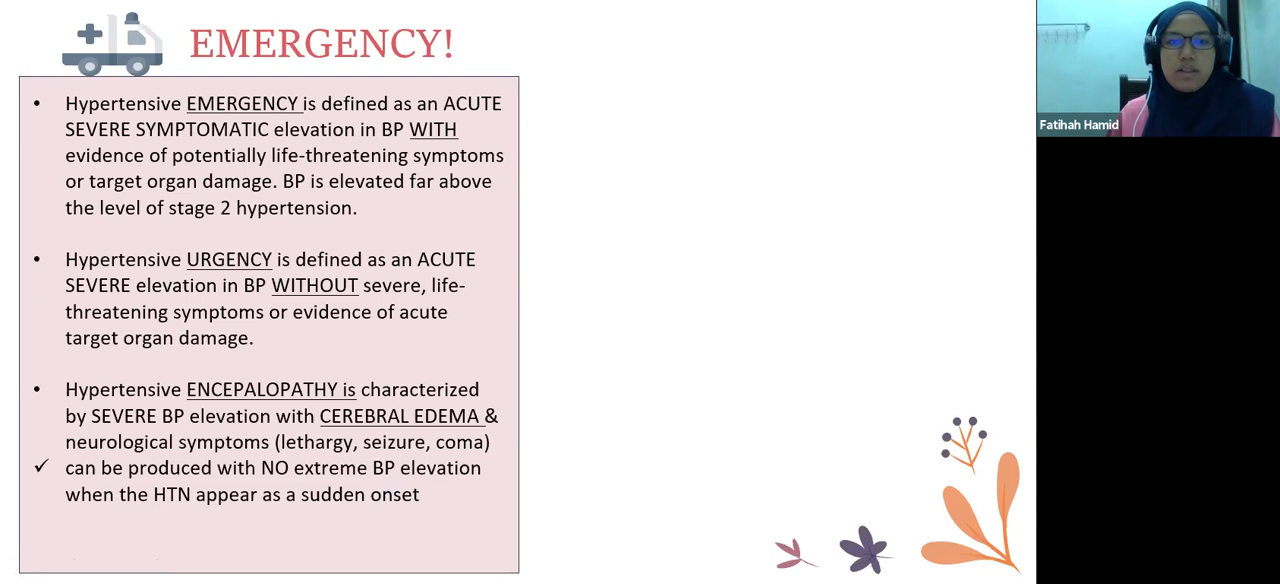 EMERGENCY!
• Hypertensive EMERGENCY is defined as an ACUTE
SEVERE SYMPTOMATIC elevation in BP WITH
evidence of potentially life-threatening symptoms
or target organ damage. BP is elevated far above
the level of stage 2 hypertension.
• Hypertensive URGENCY is defined as an ACUTE
SEVERE elevation in BP WITHOUT severe, life-
threatening symptoms or evidence of acute
target organ damage.
• Hypertensive ENCEPALOPATHY is characterized
by SEVERE BP elevation with CEREBRAL EDEMA &
neurological symptoms (lethargy, seizure, coma)
✓ can be produced with NO extreme BP elevation
when the HTN appear as a sudden onset
Fatihah Hamid